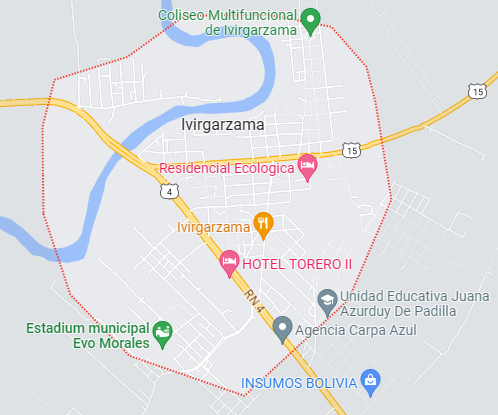 Coliseo Multifuncional
de Ivirgarzama
15
Ivirgarzama
15
Residencial Ecologica
4
Ivirgarzama
HOTEL TORERO II
RN 4
Unidad Educativa Juana
Azurduy De Padilla
Agencia Carpa Azul
Estadium municipal
Evo Morales
INSUMOS BOLIVIA